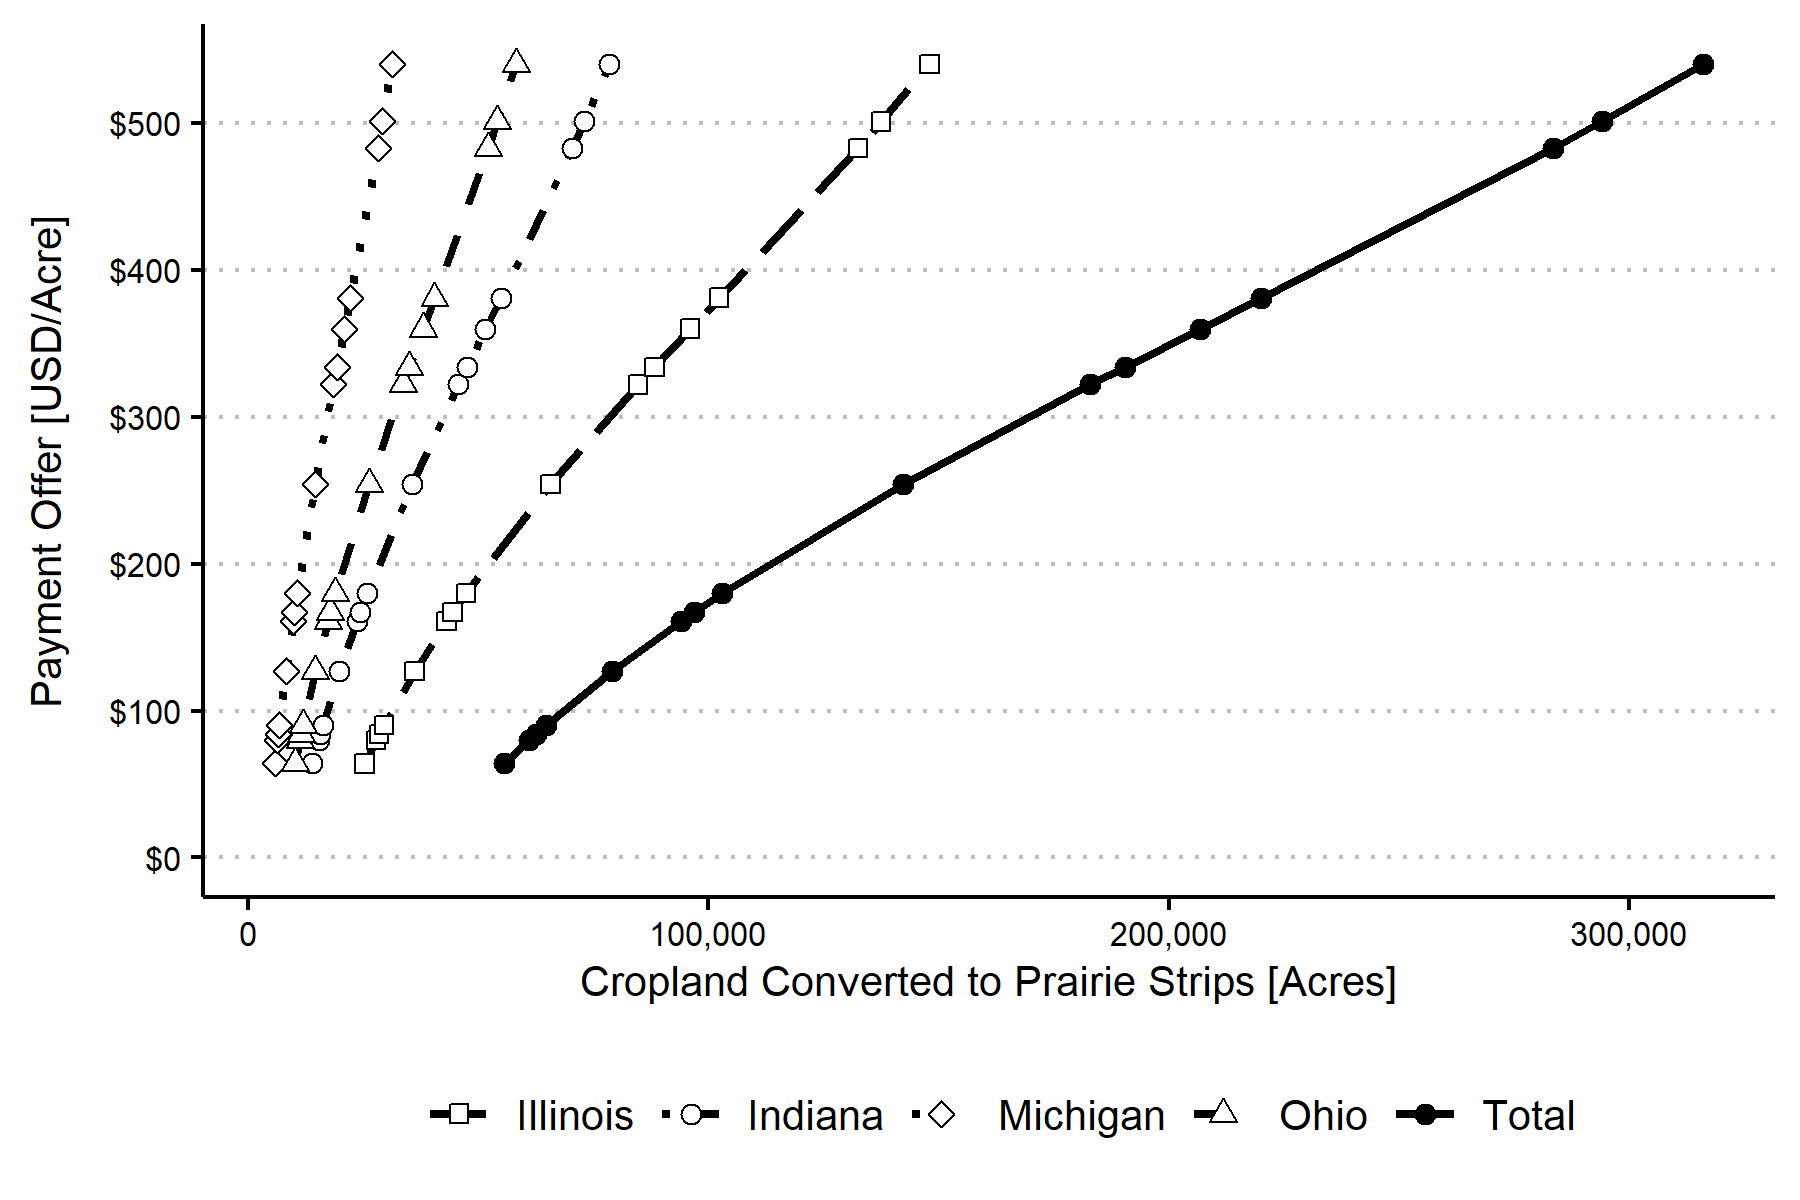 Payment Offer [USD/Acre]
$500
$400
$300
$200
$100
$0
0 100,000 200,000 300,000
Cropland Converted to Prairie Strips [Acres]
Illinois Indiana Michigan Ohio Total